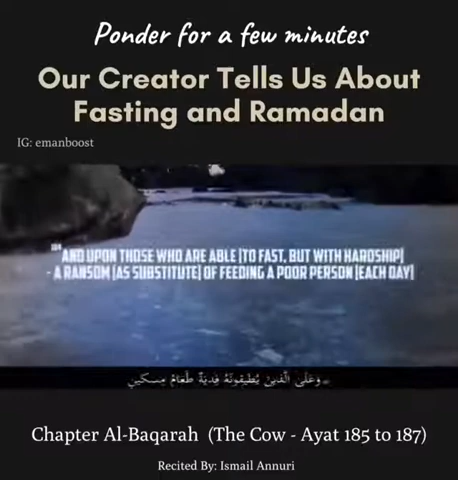 Ponder for a few minutes
Our Creator Tells Us About
Fasting and Ramadan
IG: emanboost
184 AND UPON THOSE WHO ARE ABLE [TO FAST, BUT WITH HARDSHIP]
- A RANSOM [AS SUBSTITUTE] OF FEEDING A POOR PERSON [EACH DAY]
وَعَلَى الَّذِينَ يُطِيقُونَهُ فِدْيَةٌ طَعَامُ مِسْكِينٍ
Chapter Al-Baqarah (The Cow - Ayat 185 to 187)
Recited By: Ismail Annuri